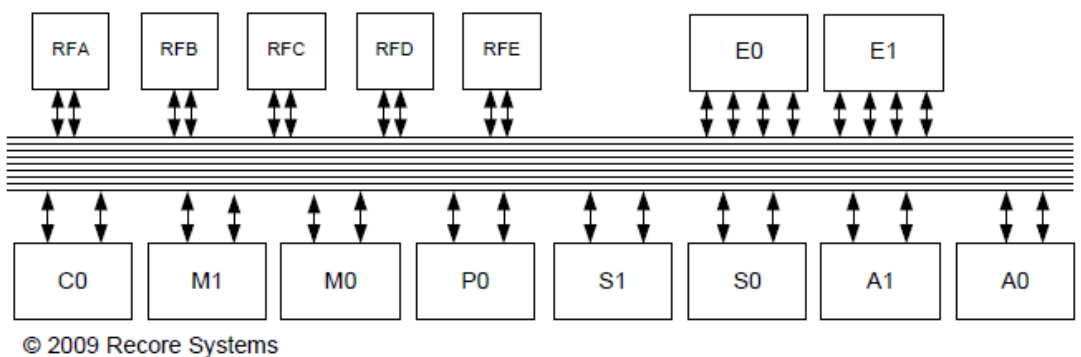 RFA RFB RFC RFD RFE E0 E1
C0 M1 M0 P0 S1 S0 A1 A0
© 2009 Recore Systems